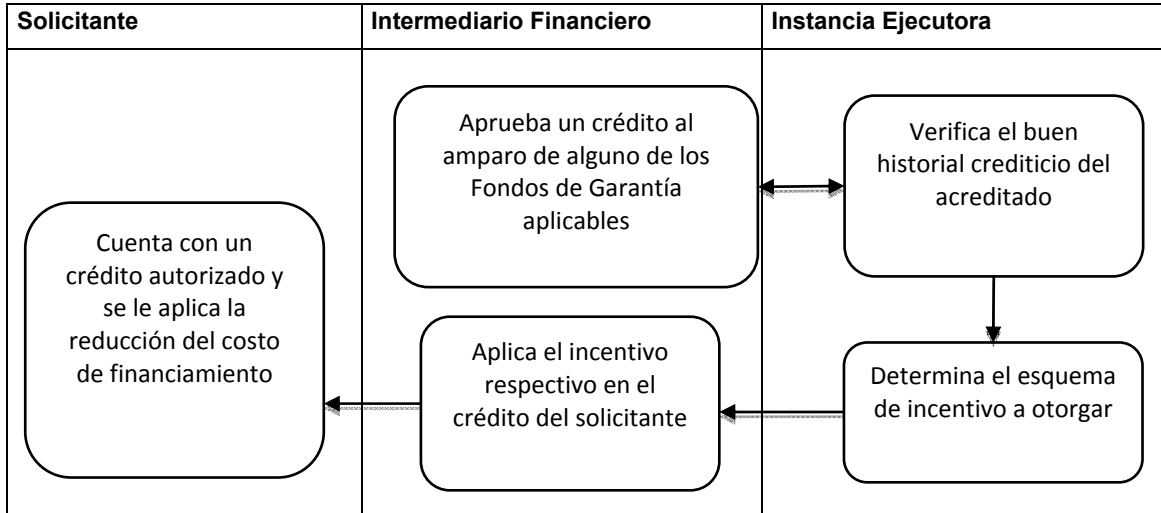 Solicitante
Intermediario Financiero
Instancia Ejecutora
Aprueba un crédito al
amparo de alguno de los
Fondos de Garantía
aplicables
Verifica el buen
historial crediticio del
acreditado
Cuenta con un
crédito autorizado y
se le aplica la
reducción del costo
de financiamiento
Aplica el incentivo
respectivo en el
crédito del solicitante
Determina el esquema
de incentivo a otorgar